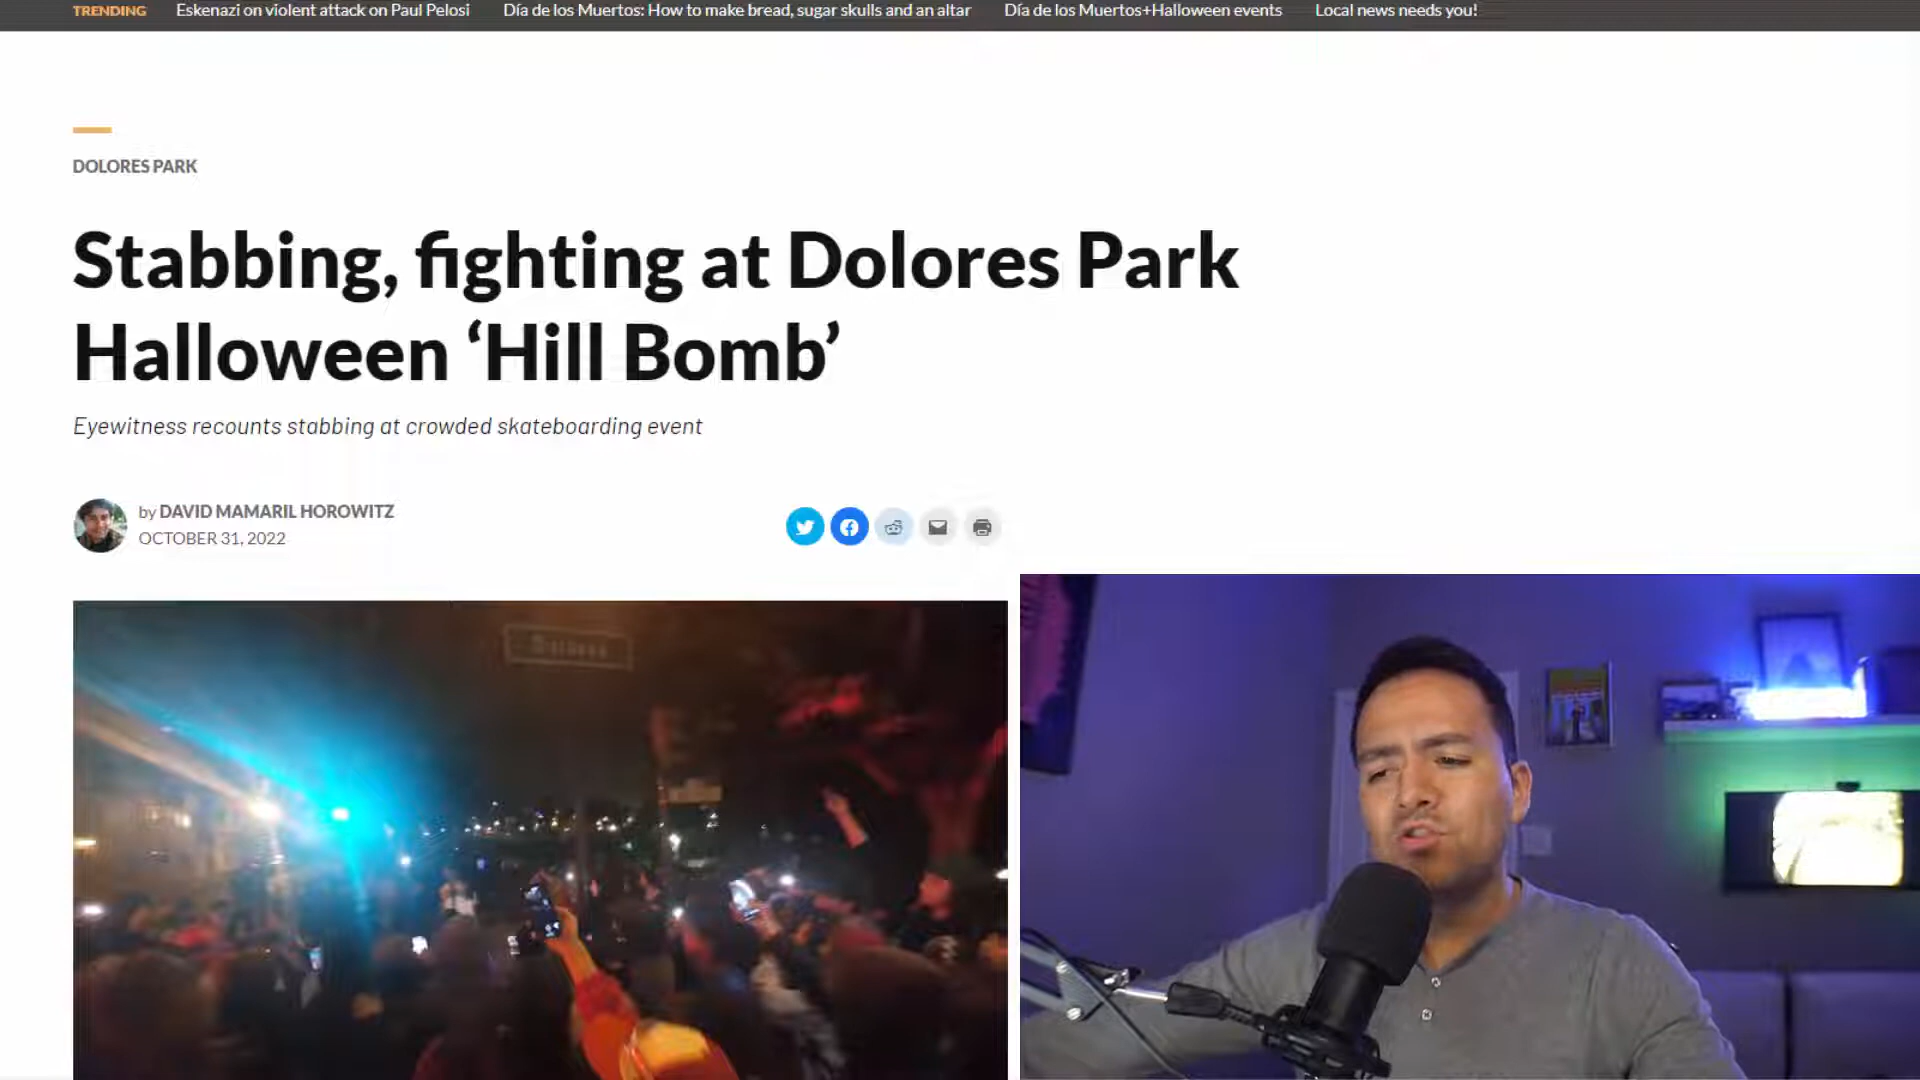 TRENDING Eskenazi on violent attack on Paul Pelosi Día de los Muertos: How to make bread, sugar skulls and an altar Día de los Muertos+Halloween events Local news needs you!
DOLORES PARK
Stabbing, fighting at Dolores Park
Halloween ‘Hill Bomb’
Eyewitness recounts stabbing at crowded skateboarding event
by DAVID MAMARIL HOROWITZ
OCTOBER 31, 2022